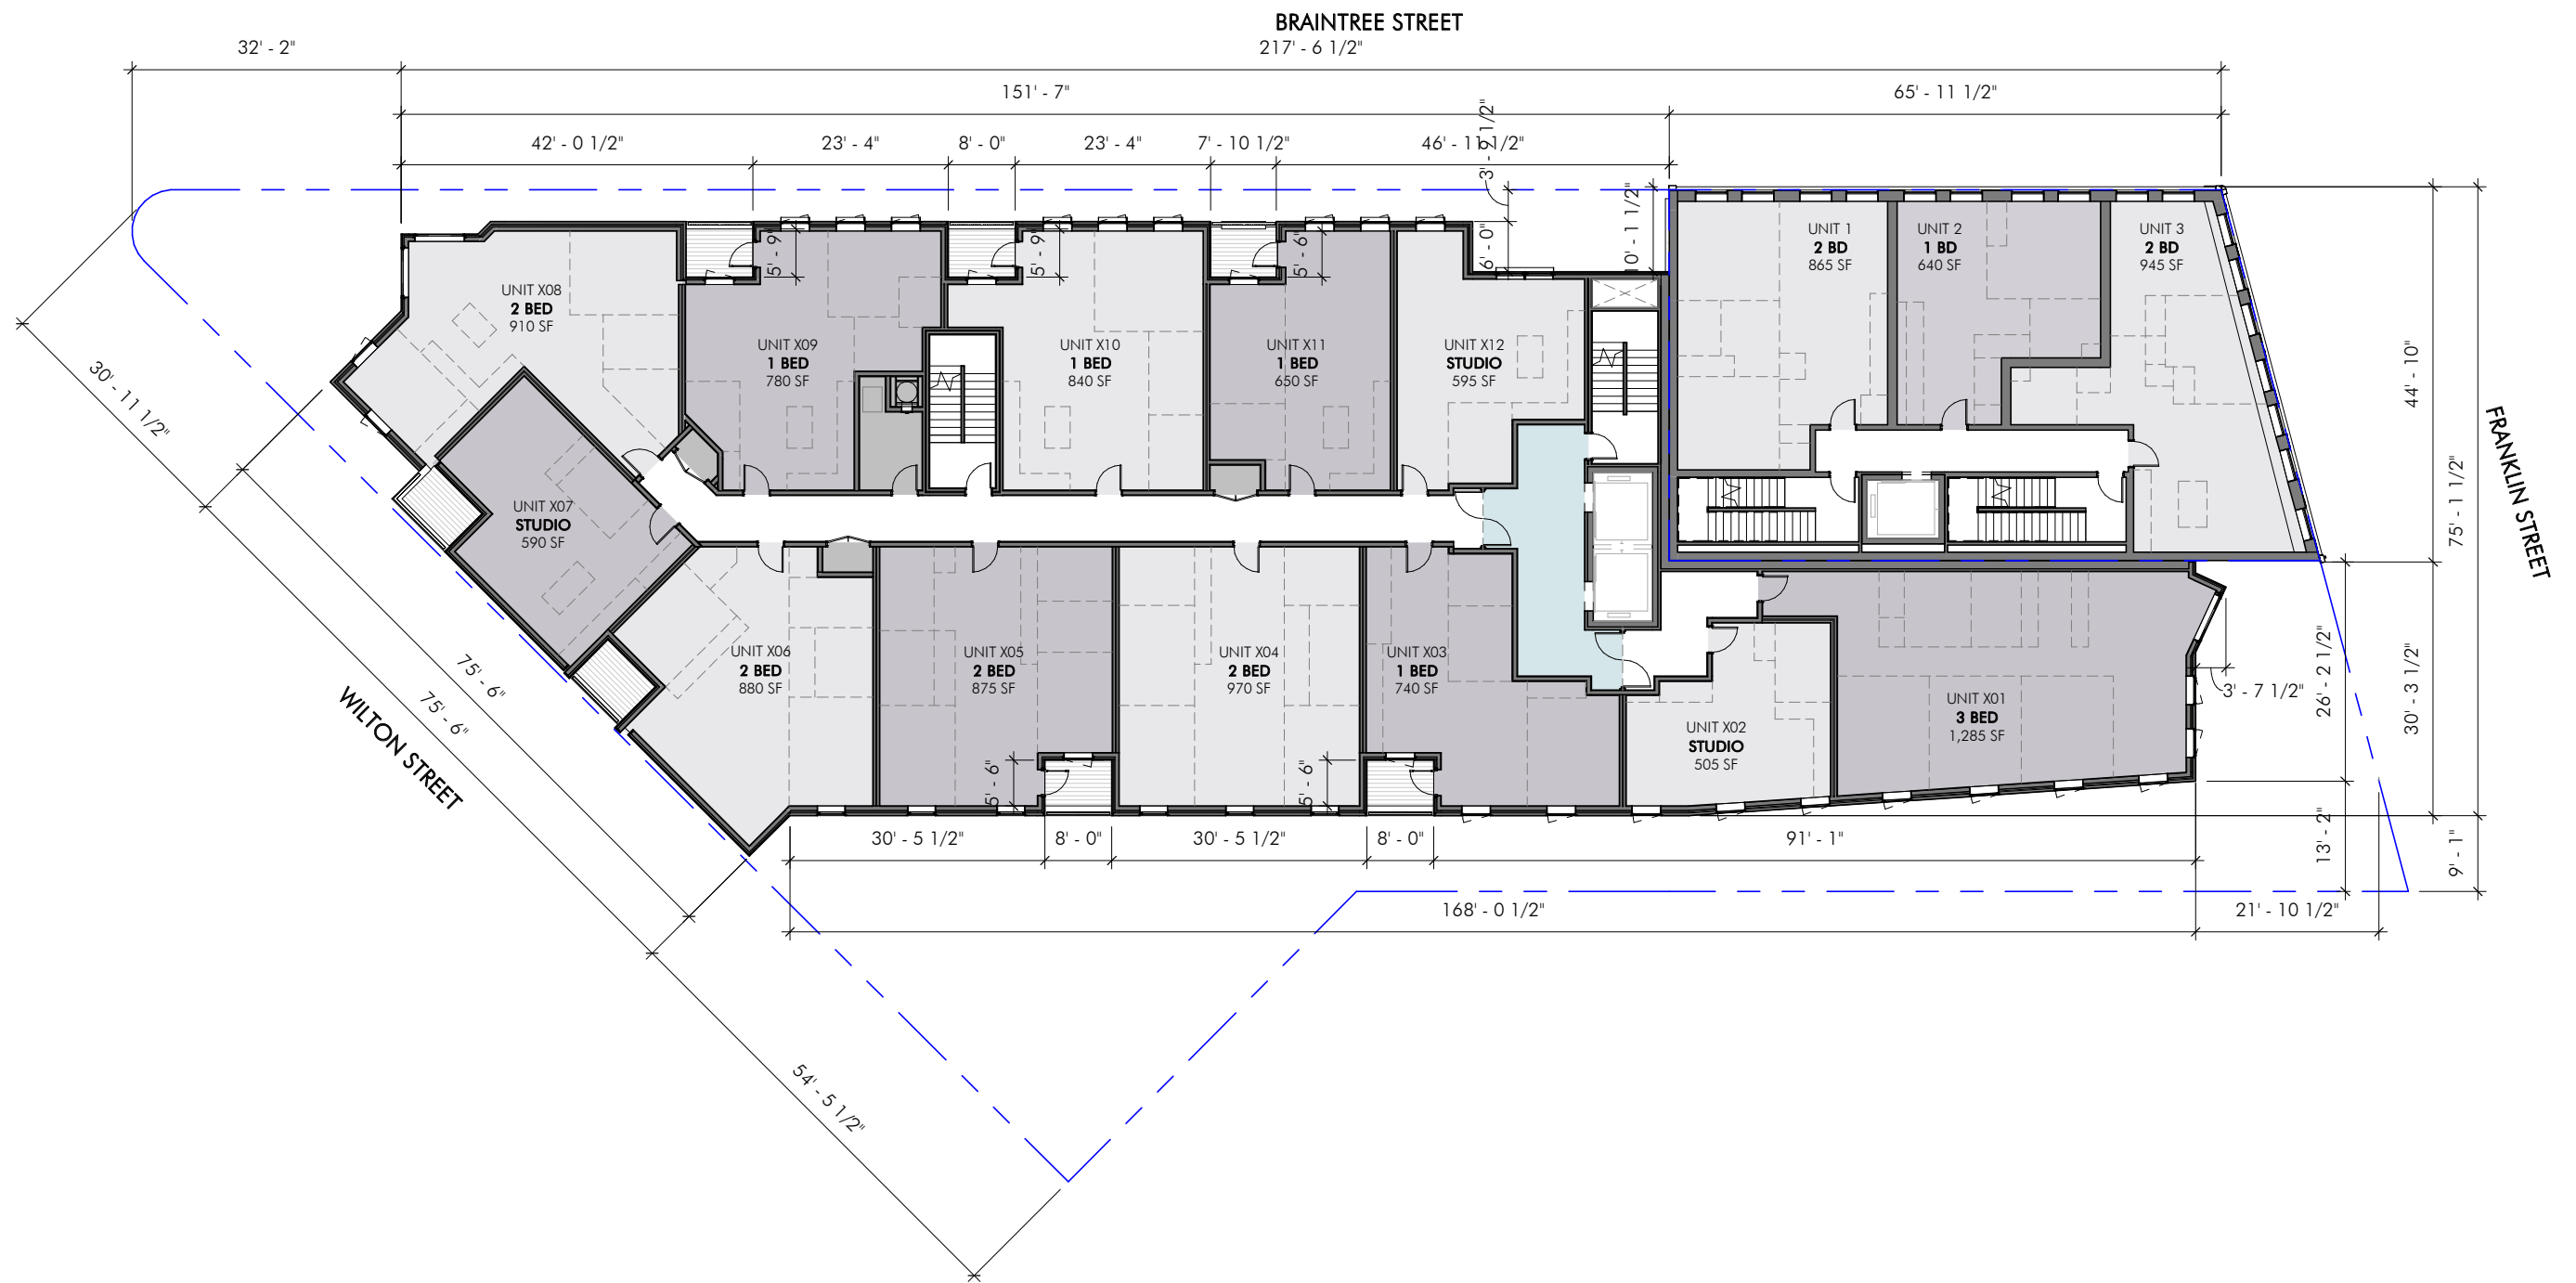 BRAINTREE STREET
32' - 2"
217' - 6 1/2"
151' - 7"
65' - 11 1/2"
42' - 0 1/2"
23' - 4"
8' - 0"
23' - 4"
7' - 10 1/2"
46' - 11 1/2"
3' - 9 1/2"
6' - 0"
10' - 1 1/2"
5' - 9"
5' - 9"
5' - 6"
UNIT 1
2 BD
865 SF
UNIT 2
1 BD
640 SF
UNIT 3
2 BD
945 SF
UNIT X08
2 BED
910 SF
UNIT X09
1 BED
780 SF
UNIT X10
1 BED
840 SF
UNIT X11
1 BED
650 SF
UNIT X12
STUDIO
595 SF
44' - 10"
75' - 1 1/2"
FRANKLIN STREET
30' - 11 1/2"
UNIT X07
STUDIO
590 SF
UNIT X06
2 BED
880 SF
UNIT X05
2 BED
875 SF
UNIT X04
2 BED
970 SF
UNIT X03
1 BED
740 SF
UNIT X02
STUDIO
505 SF
UNIT X01
3 BED
1,285 SF
3' - 7 1/2"
26' - 2 1/2"
30' - 3 1/2"
75' - 6"
75' - 6"
WILTON STREET
5' - 6"
5' - 6"
30' - 5 1/2"
8' - 0"
30' - 5 1/2"
8' - 0"
91' - 1"
13' - 2"
9' - 1"
168' - 0 1/2"
21' - 10 1/2"
54' - 5 1/2"